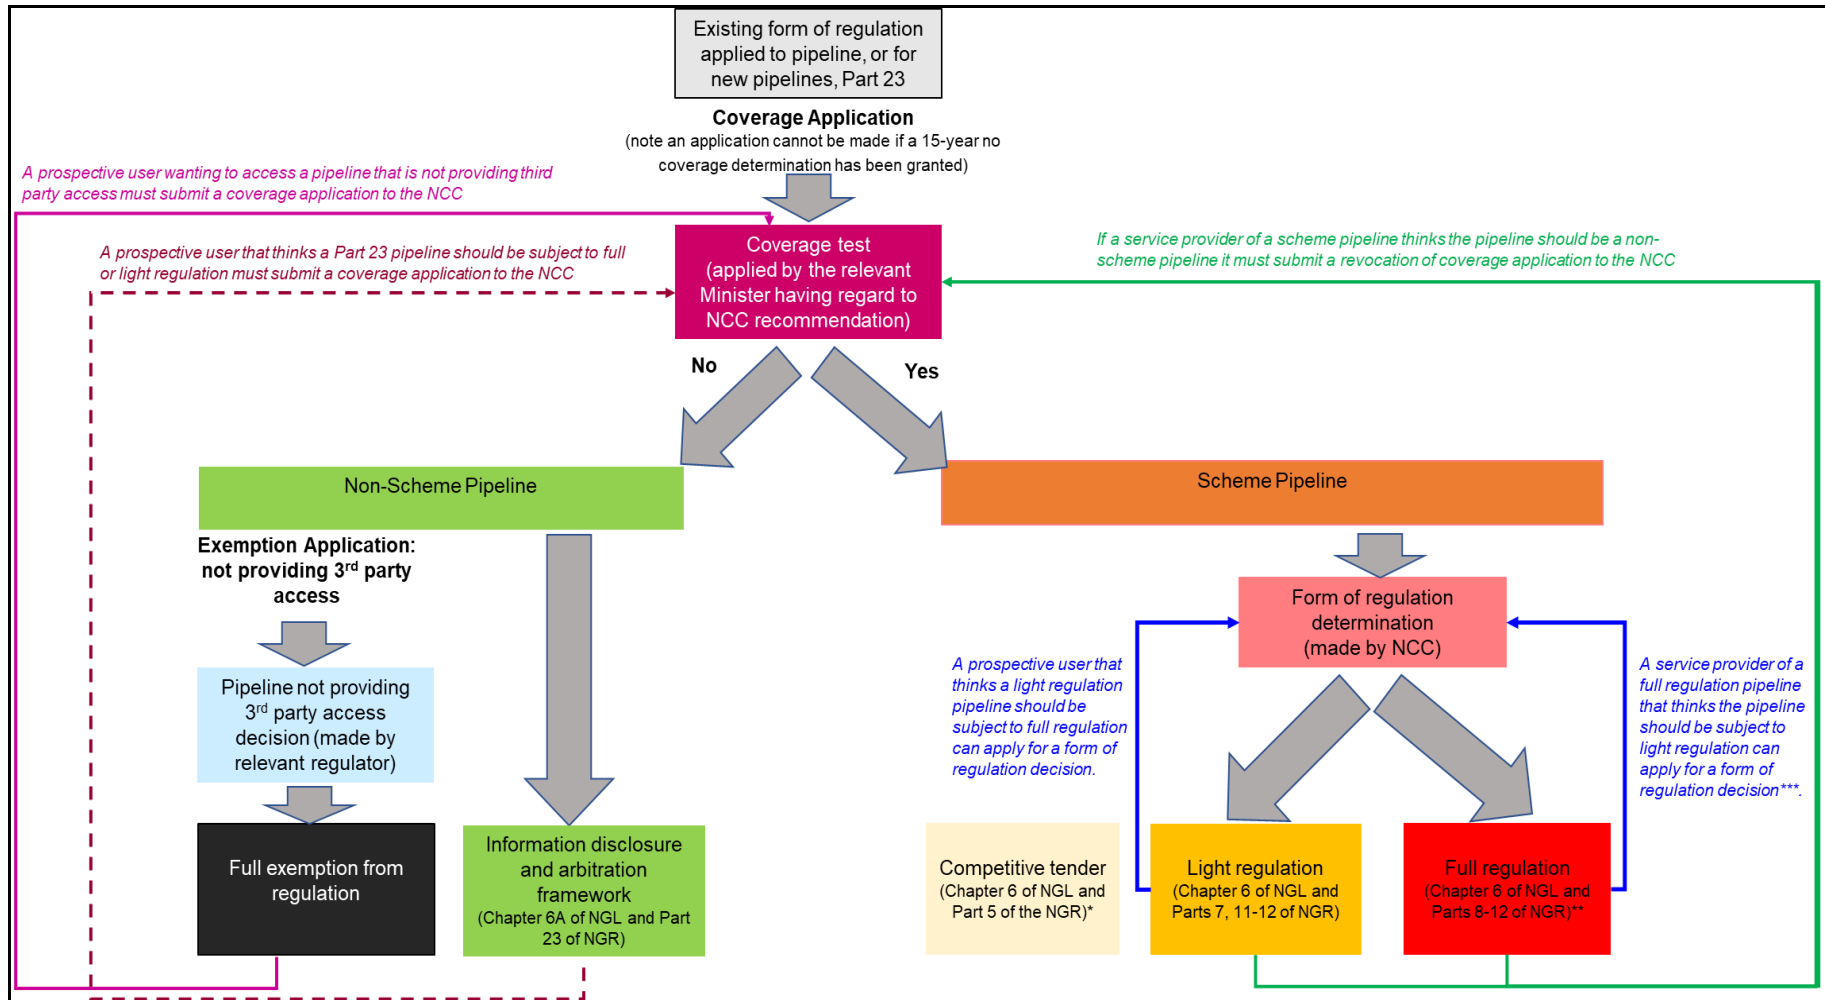 Existing form of regulation
applied to pipeline, or for
new pipelines, Part 23
Coverage Application
(note an application cannot be made if a 15-year no
coverage determination has been granted)
A prospective user wanting to access a pipeline that is not providing third
party access must submit a coverage application to the NCC
A prospective user that thinks a Part 23 pipeline should be subject to full
or light regulation must submit a coverage application to the NCC
Coverage test
(applied by the relevant
Minister having regard to
NCC recommendation)
If a service provider of a scheme pipeline thinks the pipeline should be a non-
scheme pipeline it must submit a revocation of coverage application to the NCC
No
Yes
Non-Scheme Pipeline
Scheme Pipeline
Exemption Application:
not providing 3rd party
access
Pipeline not providing
3rd party access
decision (made by
relevant regulator)
Full exemption from
regulation
Information disclosure
and arbitration
framework
(Chapter 6A of NGL and Part
23 of NGR)
Form of regulation
determination
(made by NCC)
A prospective user that
thinks a light regulation
pipeline should be
subject to full regulation
can apply for a form of
regulation decision.
A service provider of a
full regulation pipeline
that thinks the pipeline
should be subject to
light regulation can
apply for a form of
regulation decision***.
Competitive tender
(Chapter 6 of NGL and
Part 5 of the NGR)*
Light regulation
(Chapter 6 of NGL and
Parts 7, 11-12 of NGR)
Full regulation
(Chapter 6 of NGL and
Parts 8-12 of NGR)**